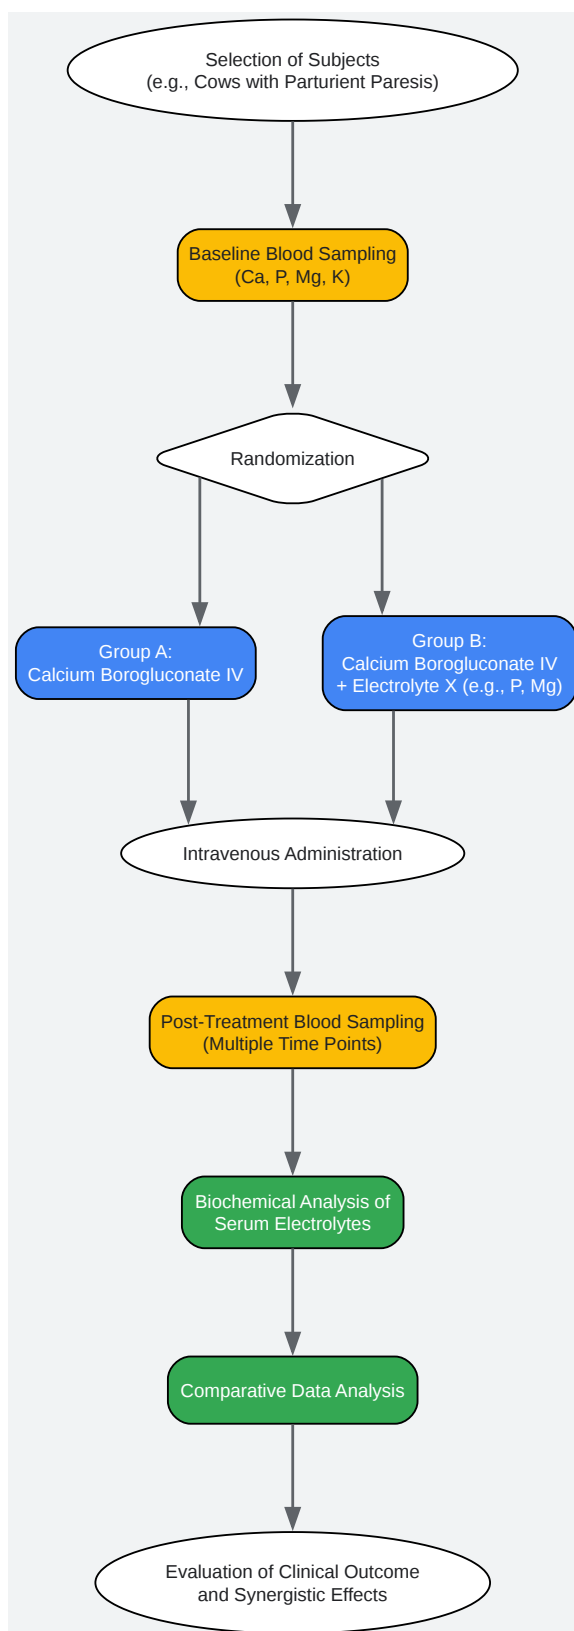 Selection of Subjects
(e.g., Cows with Parturient Paresis)
Baseline Blood Sampling
(Ca, P, Mg, K)
Randomization
Group A:
Calcium Borogluconate IV
Group B:
Calcium Borogluconate IV
+ Electrolyte X (e.g., P, Mg)
Intravenous Administration
Post-Treatment Blood Sampling
(Multiple Time Points)
Biochemical Analysis of
Serum Electrolytes
Comparative Data Analysis
Evaluation of Clinical Outcome
and Synergistic Effects